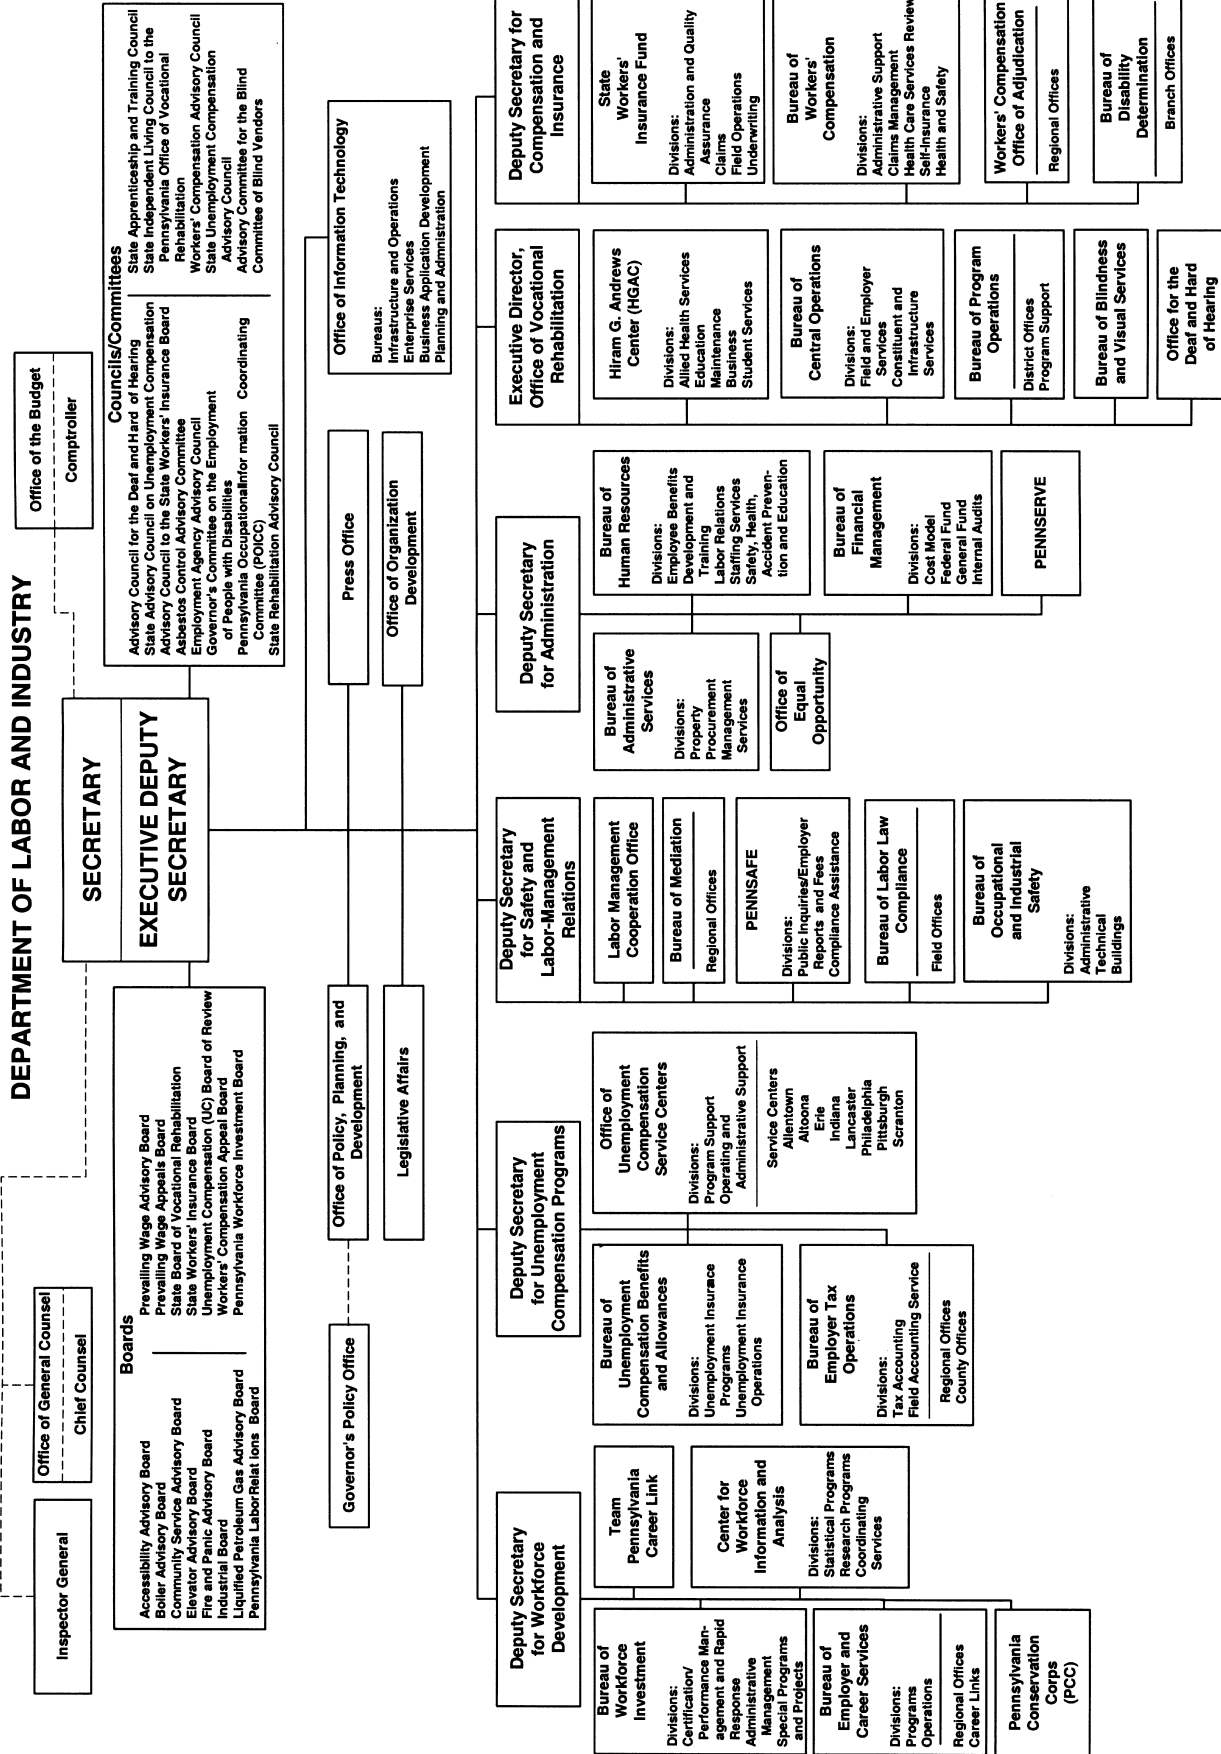 DEPARTMENT OF LABOR AND INDUSTRY
Inspector General
Office of General Counsel
Chief Counsel
SECRETARY
EXECUTIVE DEPUTY
SECRETARY
Office of the Budget
Comptroller
Boards
Accessibility Advisory Board
Boiler Advisory Board
Community Service Advisory Board
Elevator Advisory Board
Fire and Panic Advisory Board
Industrial Board
Liquified Petroleum Gas Advisory Board
Pennsylvania LaborRelat ions Board
Prevailing Wage Advisory Board
Prevailing Wage Appeals Board
State Board of Vocational Rehabilitation
State Workers' Insurance Board
Unemployment Compensation (UC) Board of Review
Workers' Compensation Appeal Board
Pennsylvania Workforce Investment Board
Councils/Committees
Advisory Council for the Deaf and Hard of Hearing
State Advisory Council on Unemployment Compensation
Advisory Council to the State Workers' Insurance Board
Asbestos Control Advisory Committee
Employment Agency Advisory Council
Governor's Committee on the Employment
of People with Disabilities
Pennsylvania OccupationalInfor mation Coordinating
Committee (POICC)
State Rehabilitation Advisory Council
State Apprenticeship and Training Council
State Independent Living Council to the
Pennsylvania Office of Vocational
Rehabilitation
Workers' Compensation Advisory Council
State Unemployment Compensation
Advisory Council
Advisory Committee for the Blind
Committee of Blind Vendors
Governor's Policy Office
Office of Policy, Planning, and
Development
Legislative Affairs
Press Office
Office of Organization
Development
Office of Information Technology
Bureaus:
Infrastructure and Operations
Enterprise Services
Business Application Development
Planning and Admnistration
Deputy Secretary
for Workforce
Development
Bureau of
Workforce
Investment
Divisions:
Certification/
Performance Man-
agement and Rapid
Response
Administrative
Management
Special Programs
and Projects
Bureau of
Employer and
Career Services
Divisions:
Programs
Operations
Regional Offices
Career Links
Pennsylvania
Conservation
Corps
(PCC)
Team
Pennsylvania
Career Link
Center for
Workforce
Information and
Analysis
Divisions:
Statistical Programs
Research Programs
Coordinating
Services
Deputy Secretary
for Unemployment
Compensation Programs
Bureau of
Unemployment
Compensation Benefits
and Allowances
Divisions:
Unemployment Insurance
Programs
Unemployment Insurance
Operations
Bureau of
Employer Tax
Operations
Divisions:
Tax Accounting
Field Accounting Service
Regional Offices
County Offices
Office of
Unemployment
Compensation
Service Centers
Divisions:
Program Support
Operating and
Administrative Support
Service Centers
Allentown
Altoona
Erie
Indiana
Lancaster
Philadelphia
Pittsburgh
Scranton
Deputy Secretary
for Safety and
Labor-Management
Relations
Labor Management
Cooperation Office
Bureau of Mediation
Regional Offices
PENNSAFE
Divisions:
Public Inquiries/Employer
Reports and Fees
Compliance Assistance
Bureau of Labor Law
Compliance
Field Offices
Bureau of
Occupational
and Industrial
Safety
Divisions:
Administrative
Technical
Buildings
Deputy Secretary
for Administration
Bureau of
Administrative
Services
Divisions:
Property
Procurement
Management
Services
Office of
Equal
Opportunity
Bureau of
Human Resources
Divisions:
Employee Benefits
Development and
Training
Labor Relations
Staffing Services
Safety, Health,
Accident Preven-
tion and Education
Bureau of
Financial
Management
Divisions:
Cost Model
Federal Fund
General Fund
Internal Audits
PENNSERVE
Executive Director,
Office of Vocational
Rehabilitation
Hiram G. Andrews
Center (HGAC)
Divisions:
Allied Health Services
Education
Maintenance
Business
Student Services
Bureau of
Central Operations
Divisions:
Field and Employer
Services
Constituent and
Infrastructure
Services
Bureau of Program
Operations
District Offices
Program Support
Bureau of Blindness
and Visual Services
Office for the
Deaf and Hard
of Hearing
Deputy Secretary for
Compensation and
Insurance
State
Workers'
Insurance Fund
Divisions:
Administration and Quality
Assurance
Claims
Field Operations
Underwriting
Bureau of
Workers'
Compensation
Divisions:
Administrative Support
Claims Management
Health Care Services Review
Self-Insurance
Health and Safety
Workers' Compensation
Office of Adjudication
Regional Offices
Bureau of
Disability
Determination
Branch Offices